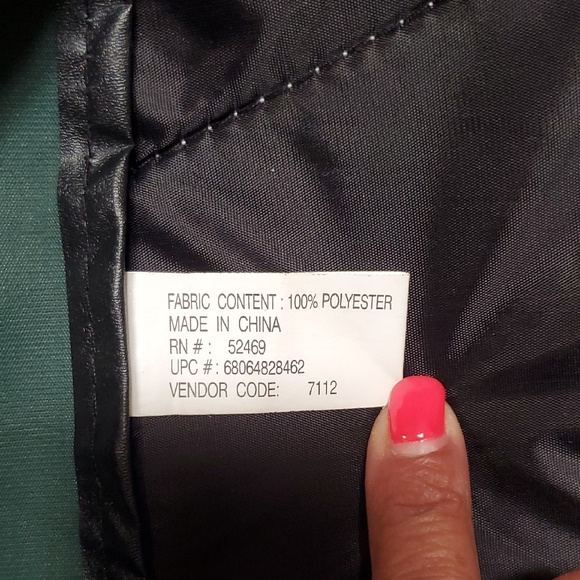 FABRIC CONTENT : 100% POLYESTER
MADE IN CHINA
RN # : 52469
UPC # : 68064828462
VENDOR CODE: 7112